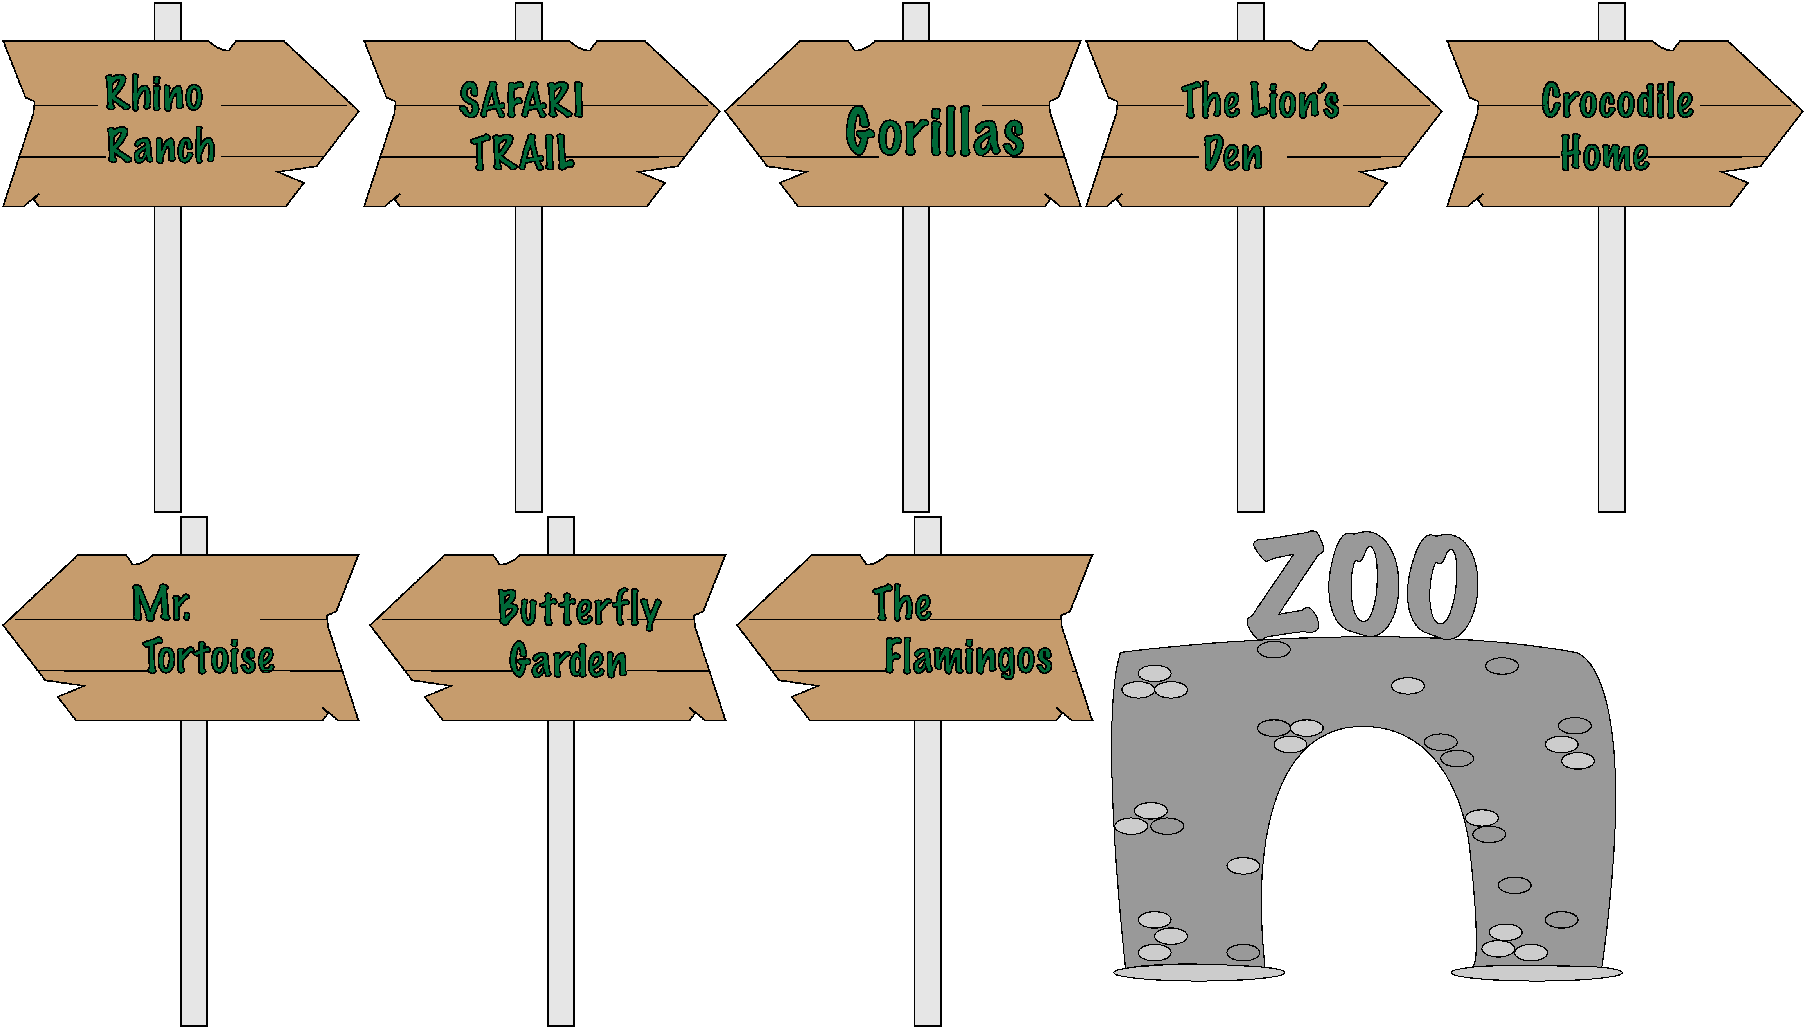 Rhino
Ranch
SAFARI
TRAIL
Gorillas
The Lion's
Den
Crocodile
Home
Mr.
Tortoise
Butterfly
Garden
The
Flamingos
ZOO